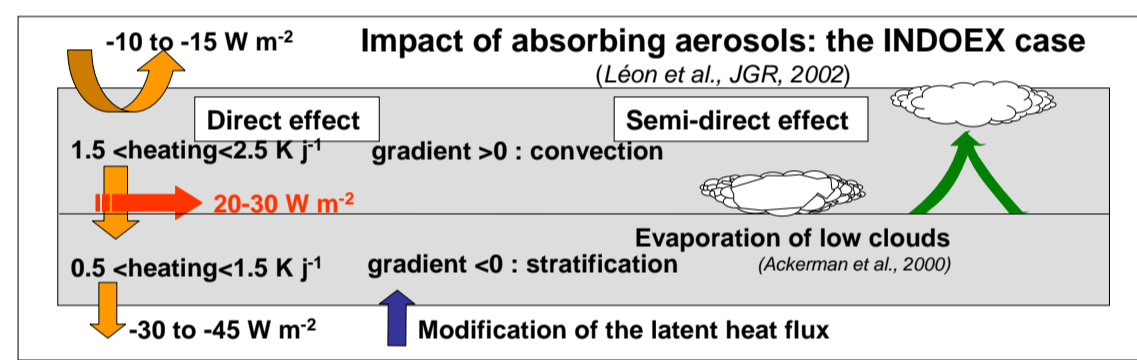 -10 to -15 W m-2
Impact of absorbing aerosols: the INDOEX case
(Léon et al., JGR, 2002)
Direct effect
Semi-direct effect
1.5 <heating<2.5 K j-1
gradient >0 : convection
20-30 W m-2
Evaporation of low clouds
0.5 <heating<1.5 K j-1
gradient <0 : stratification
(Ackerman et al., 2000)
-30 to -45 W m-2
Modification of the latent heat flux